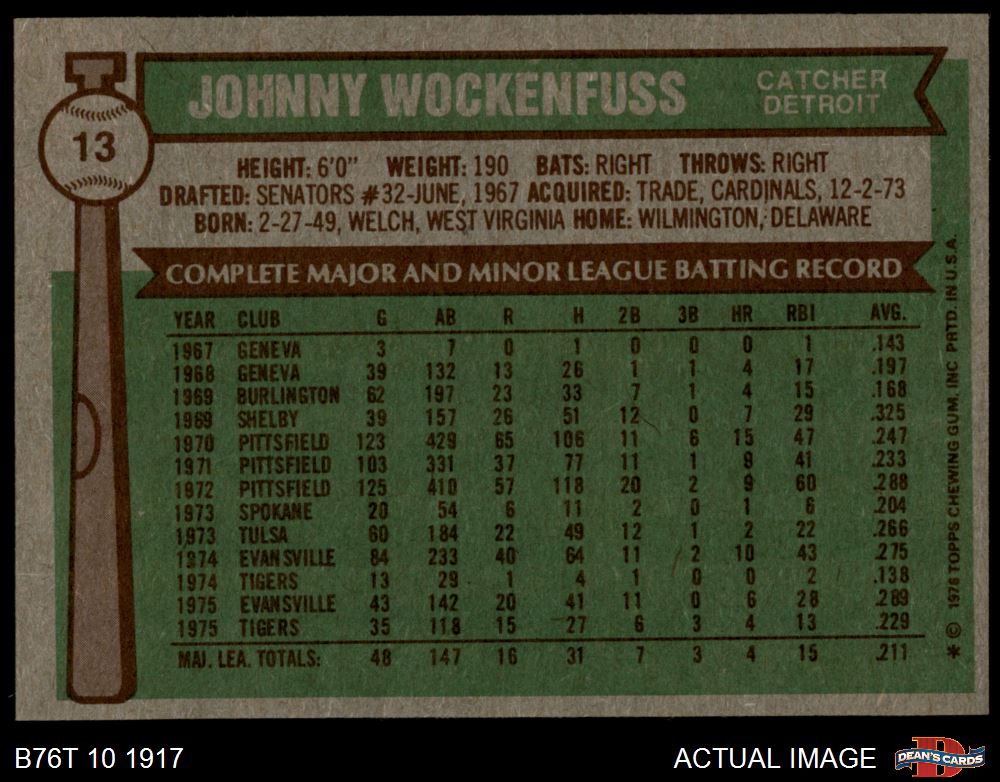 13
JOHNNY WOCKENFUSS
CATCHER
DETROIT
HEIGHT: 6'0" WEIGHT: 190 BATS: RIGHT THROWS: RIGHT
DRAFTED: SENATORS #32-JUNE, 1967 ACQUIRED: TRADE, CARDINALS, 12-2-73
BORN: 2-27-49, WELCH, WEST VIRGINIA HOME: WILMINGTON, DELAWARE
COMPLETE MAJOR AND MINOR LEAGUE BATTING RECORD
YEAR CLUB G AB R H 2B 3B HR RBI AVG.
1967 GENEVA 3 7 0 1 0 0 0 1 .143
1968 GENEVA 39 132 13 26 1 1 4 17 .197
1969 BURLINGTON 62 197 23 33 7 1 4 15 .168
1969 SHELBY 39 157 26 51 12 0 7 29 .325
1970 PITTSFIELD 123 429 65 106 11 6 15 47 .247
1971 PITTSFIELD 103 331 37 77 11 1 9 41 .233
1972 PITTSFIELD 125 410 57 118 20 2 9 60 .288
1973 SPOKANE 20 54 6 11 2 0 1 6 .204
1973 TULSA 60 184 22 49 12 1 2 22 .266
1974 EVANSVILLE 84 233 40 64 11 2 10 43 .275
1974 TIGERS 13 29 1 4 1 0 0 2 .138
1975 EVANSVILLE 43 142 20 41 11 0 6 28 .289
1975 TIGERS 35 118 15 27 6 3 4 13 .229
MAJ. LEA. TOTALS: 48 147 16 31 7 3 4 15 .211
* © 1976 TOPPS CHEWING GUM, INC PRTD. IN U.S.A.
B76T 10 1917
ACTUAL IMAGE
D
DEAN'S CARDS